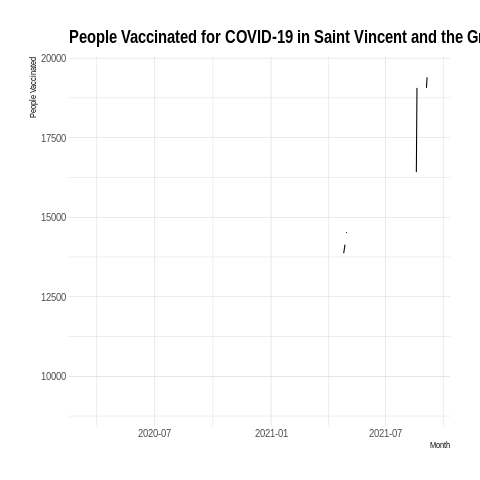 People Vaccinated for COVID-19 in Saint Vincent and the Gr
People Vaccinated
20000
17500
15000
12500
10000
2020-07
2021-01
2021-07
Month